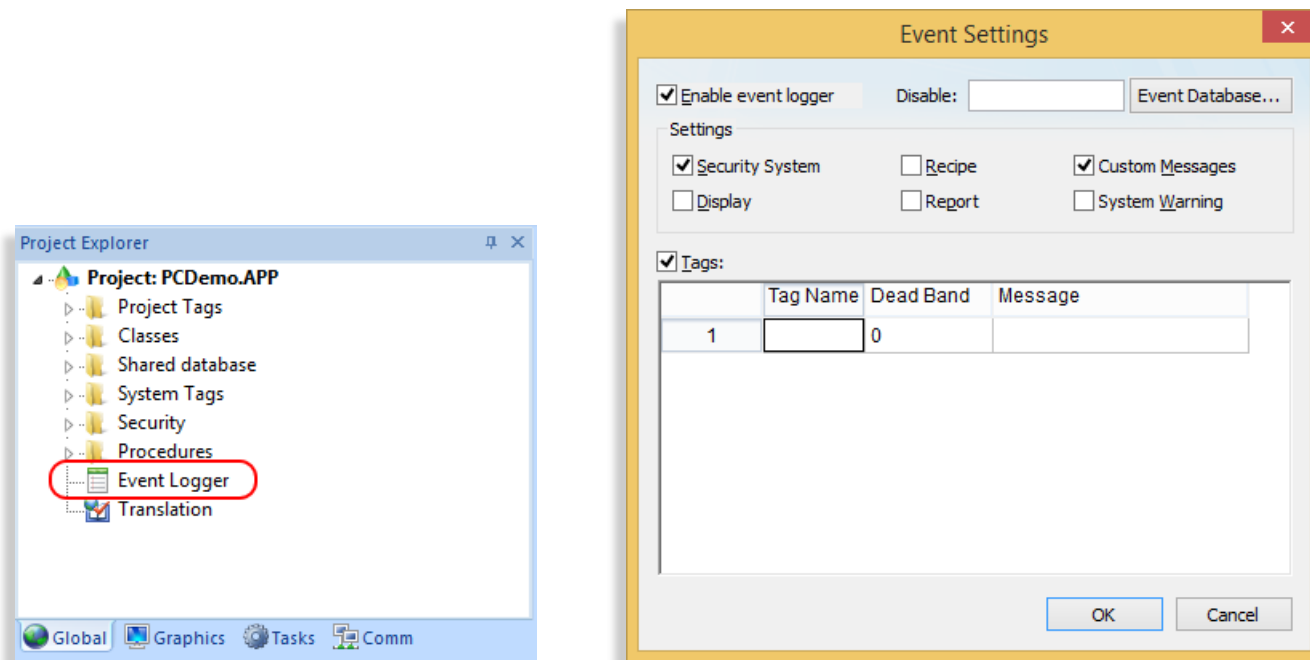 Project Explorer
Project: PCDemo.APP
Project Tags
Classes
Shared database
System Tags
Security
Procedures
Event Logger
Translation
Global Graphics Tasks Comm
Event Settings
Enable event logger Disable: Event Database...
Settings
Security System Recipe Custom Messages
Display Report System Warning
Tags:
Tag Name Dead Band Message
1 0
OK Cancel